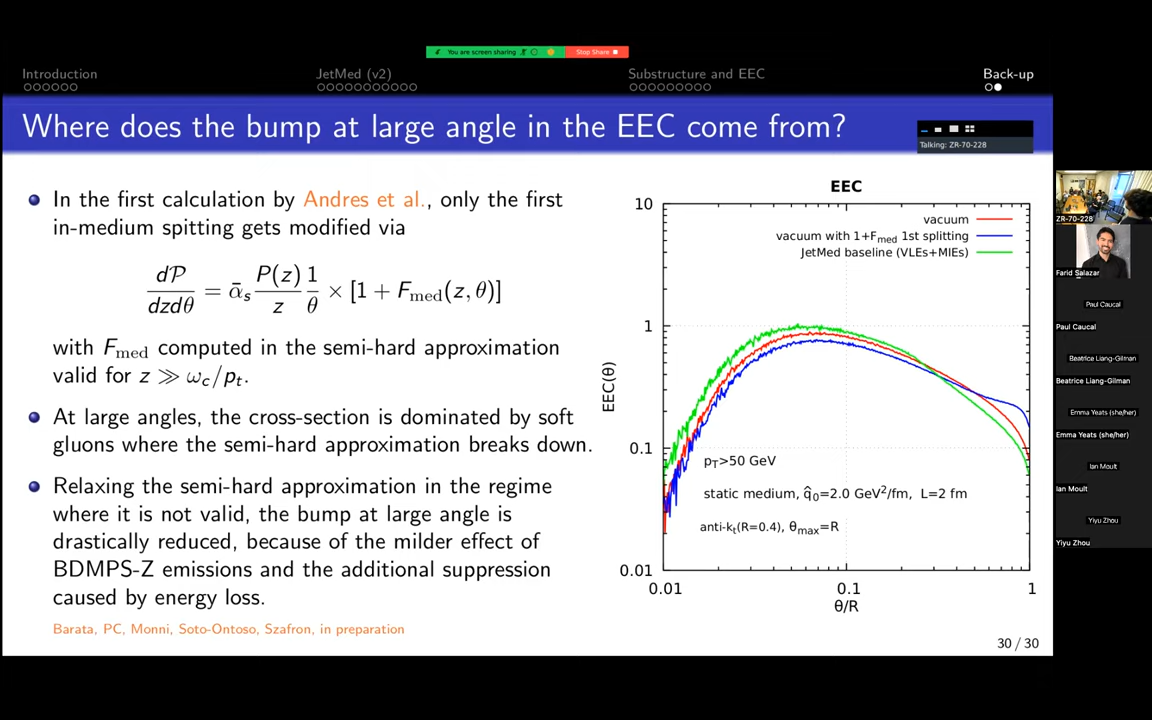 You are screen sharing
Stop Share
Introduction
JetMed (v2)
Substructure and EEC
Back-up
Where does the bump at large angle in the EEC come from?
Talking: ZR-70-228
In the first calculation by Andres et al., only the first
in-medium spitting gets modified via
d𝒫/dzdθ = ᾱ_s P(z)/z 1/θ × [1 + F_med(z, θ)]
with F_med computed in the semi-hard approximation
valid for z ≫ ω_c/p_t.
At large angles, the cross-section is dominated by soft
gluons where the semi-hard approximation breaks down.
Relaxing the semi-hard approximation in the regime
where it is not valid, the bump at large angle is
drastically reduced, because of the milder effect of
BDMPS-Z emissions and the additional suppression
caused by energy loss.
Barata, PC, Monni, Soto-Ontoso, Szafron, in preparation
EEC
10
1
0.1
0.01
EEC(θ)
vacuum
vacuum with 1+F_med 1st splitting
JetMed baseline (VLEs+MIEs)
p_T>50 GeV
static medium, q̂_0=2.0 GeV²/fm, L=2 fm
anti-k_t(R=0.4), θ_max=R
0.01
0.1
1
θ/R
30 / 30
ZR-70-228
Farid Salazar
Paul Caucal
Paul Caucal
Beatrice Liang-Gilman
Beatrice Liang-Gilman
Emma Yeats (she/her)
Emma Yeats (she/her)
Ian Moult
Ian Moult
Yiyu Zhou
Yiyu Zhou